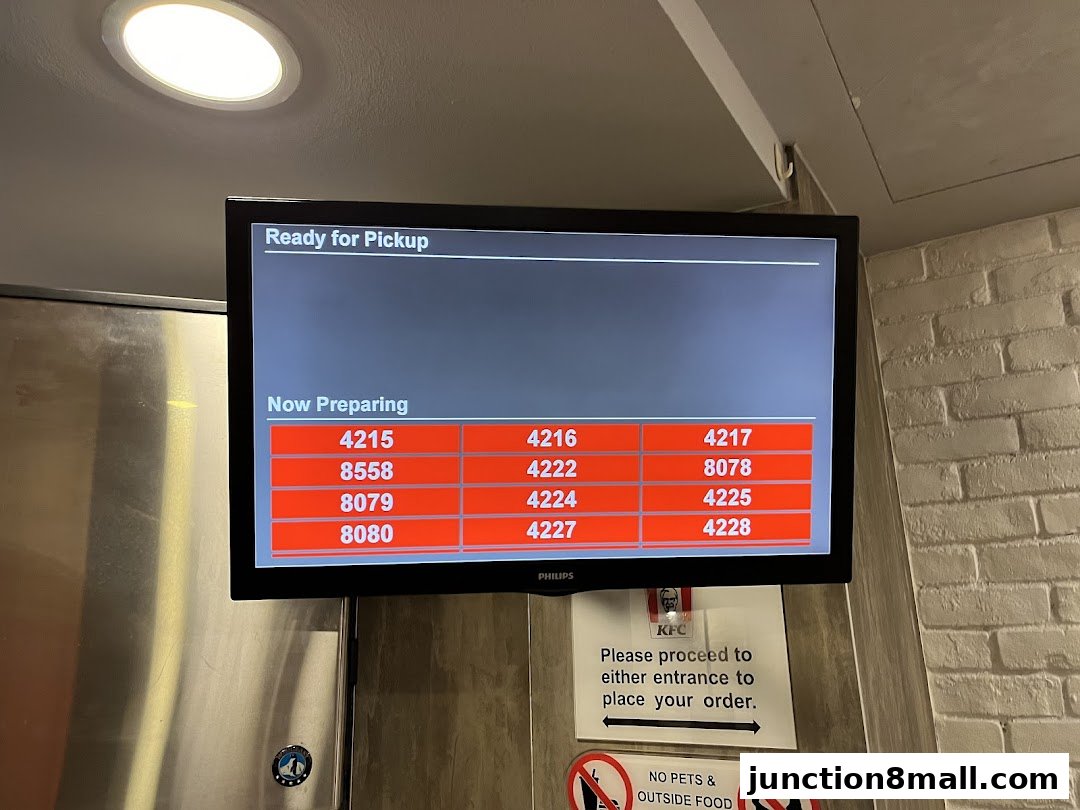 Ready for Pickup
Now Preparing
4215 4216 4217
8558 4222 8078
8079 4224 4225
8080 4227 4228
PHILIPS
KFC
Please proceed to
either entrance to
place your order.
NO PETS &
OUTSIDE FOOD
junction8mall.com